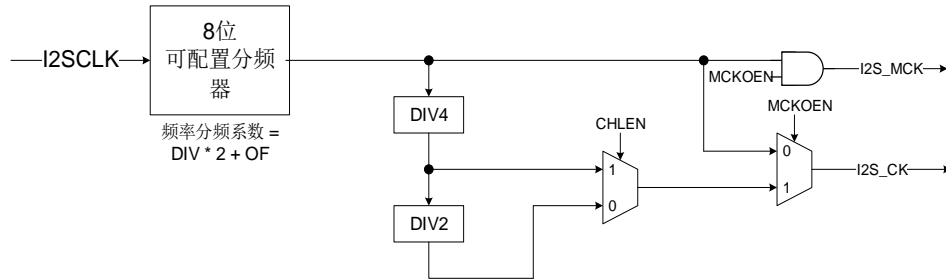 I2SCLK
8位
可配置分频
器
频率分频系数 =
DIV * 2 + OF
DIV4
DIV2
CHLEN
1
0
MCKOEN
I2S_MCK
MCKOEN
0
1
I2S_CK